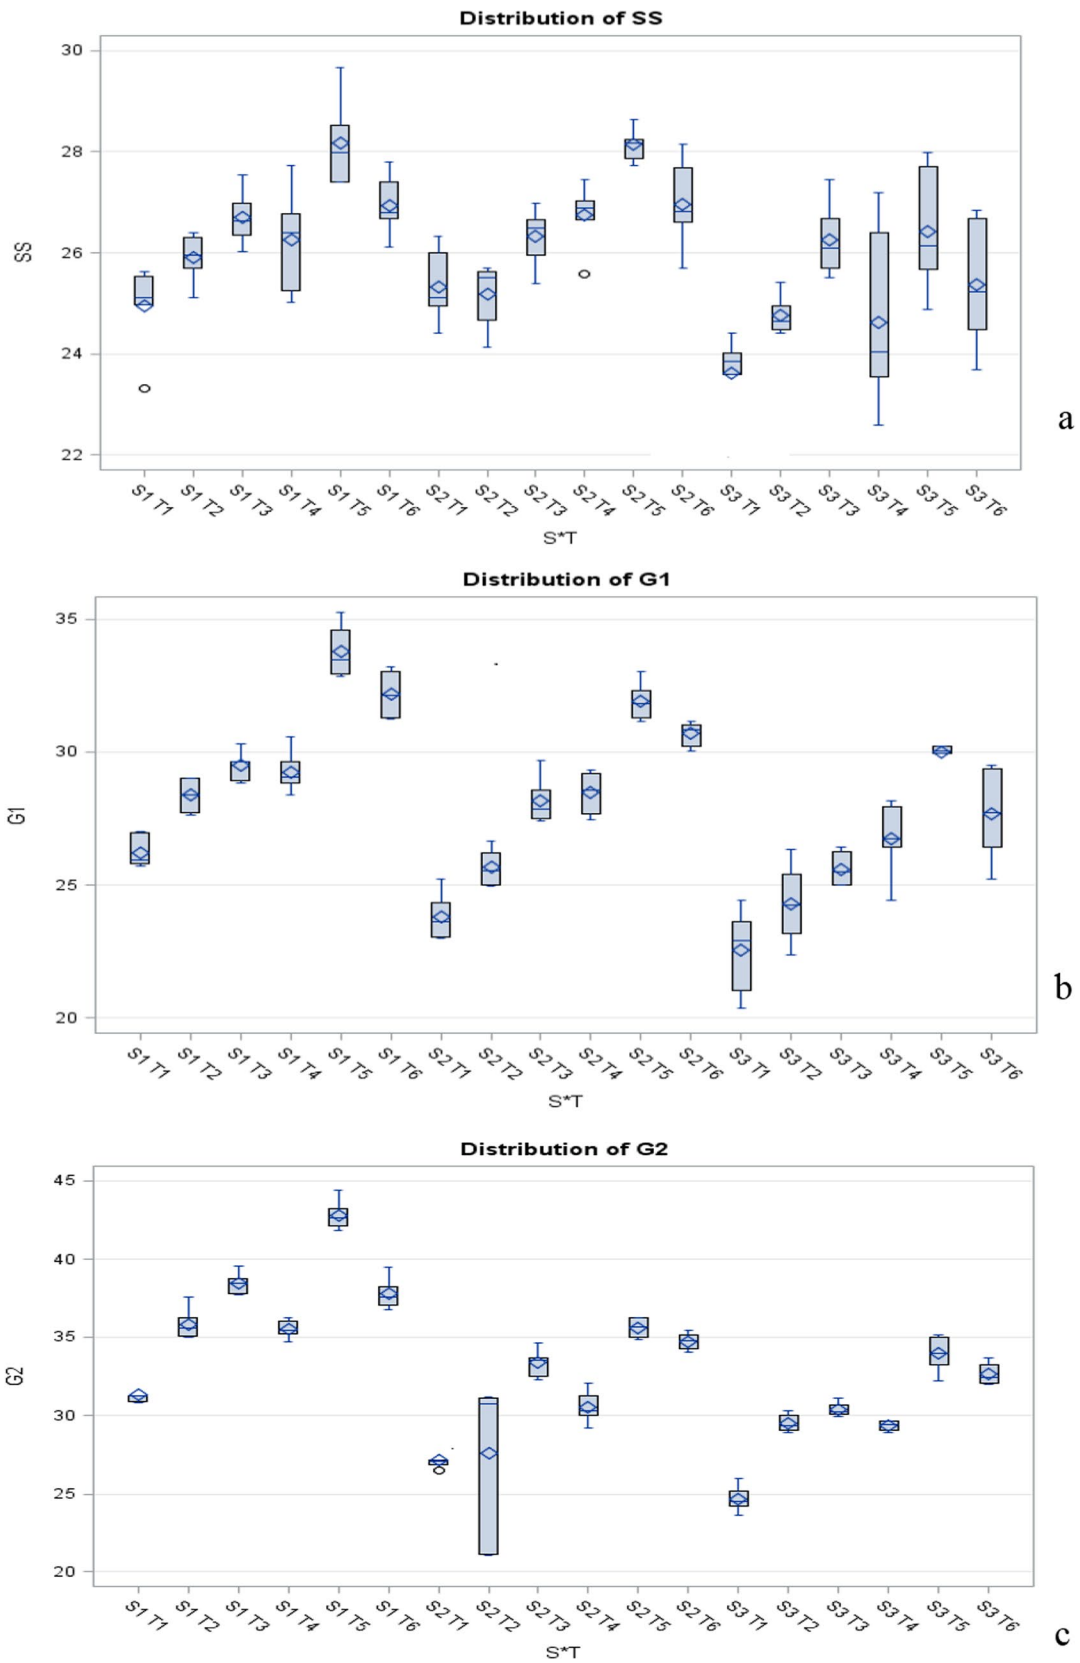 Distribution of SS
30
28
26
24
22
SS
S1 T1 S1 T2 S1 T3 S1 T4 S1 T5 S1 T6 S2 T1 S2 T2 S2 T3 S2 T4 S2 T5 S2 T6 S3 T1 S3 T2 S3 T3 S3 T4 S3 T5 S3 T6
S*T
a
Distribution of G1
35
30
25
20
G1
S1 T1 S1 T2 S1 T3 S1 T4 S1 T5 S1 T6 S2 T1 S2 T2 S2 T3 S2 T4 S2 T5 S2 T6 S3 T1 S3 T2 S3 T3 S3 T4 S3 T5 S3 T6
S*T
b
Distribution of G2
45
40
35
30
25
20
G2
S1 T1 S1 T2 S1 T3 S1 T4 S1 T5 S1 T6 S2 T1 S2 T2 S2 T3 S2 T4 S2 T5 S2 T6 S3 T1 S3 T2 S3 T3 S3 T4 S3 T5 S3 T6
S*T
c